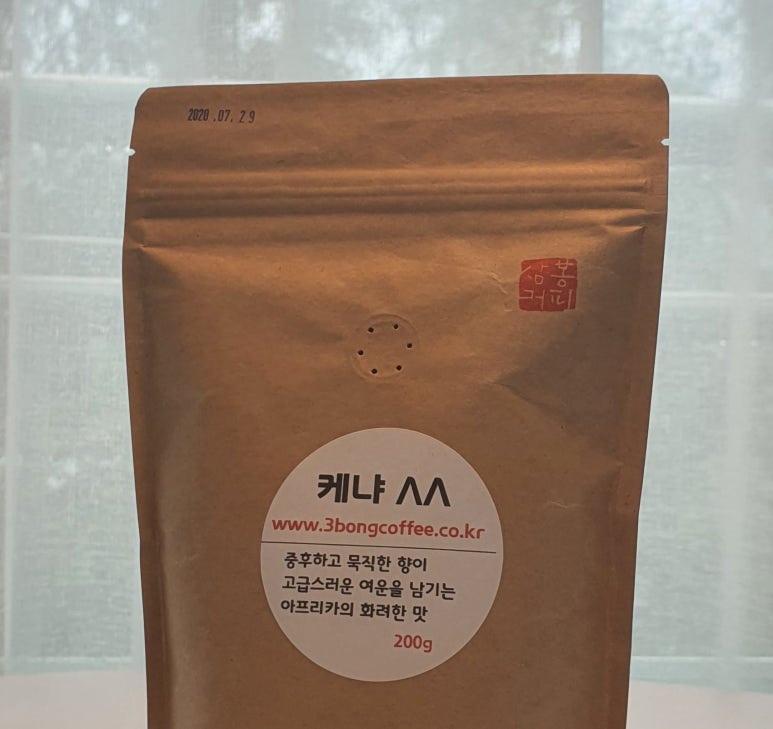 2020.07.29
삼봉
커피
케냐 AA
www.3bongcoffee.co.kr
중후하고 묵직한 향이
고급스러운 여운을 남기는
아프리카의 화려한 맛
200g